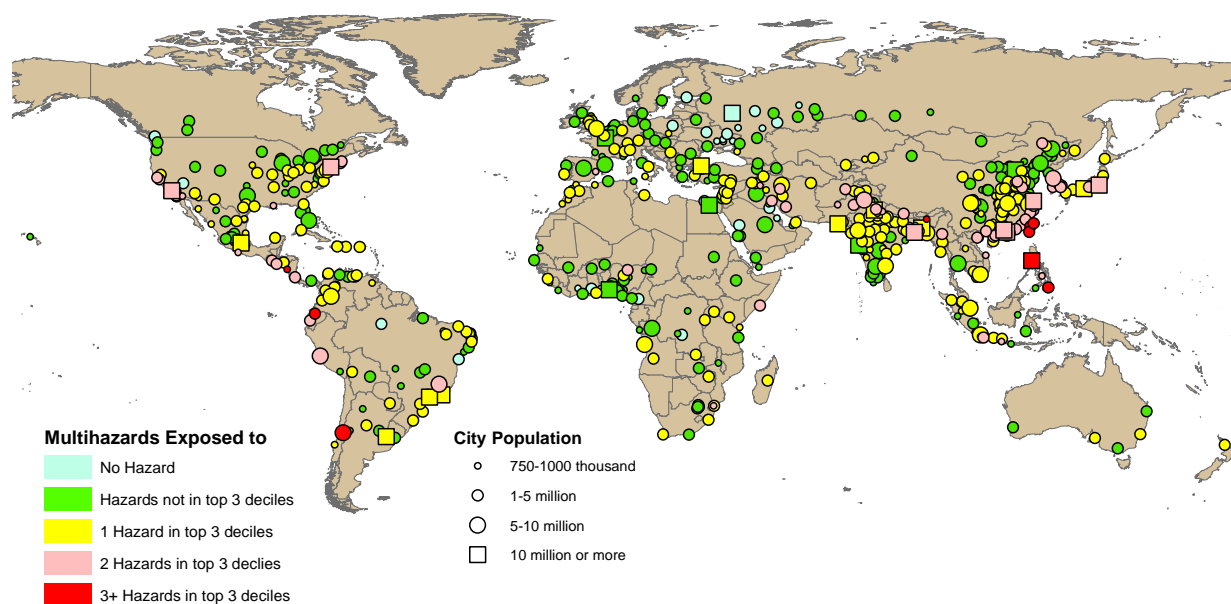 Multihazards Exposed to
No Hazard
Hazards not in top 3 deciles
1 Hazard in top 3 deciles
2 Hazards in top 3 declies
3+ Hazards in top 3 deciles
City Population
750-1000 thousand
1-5 million
5-10 million
10 million or more